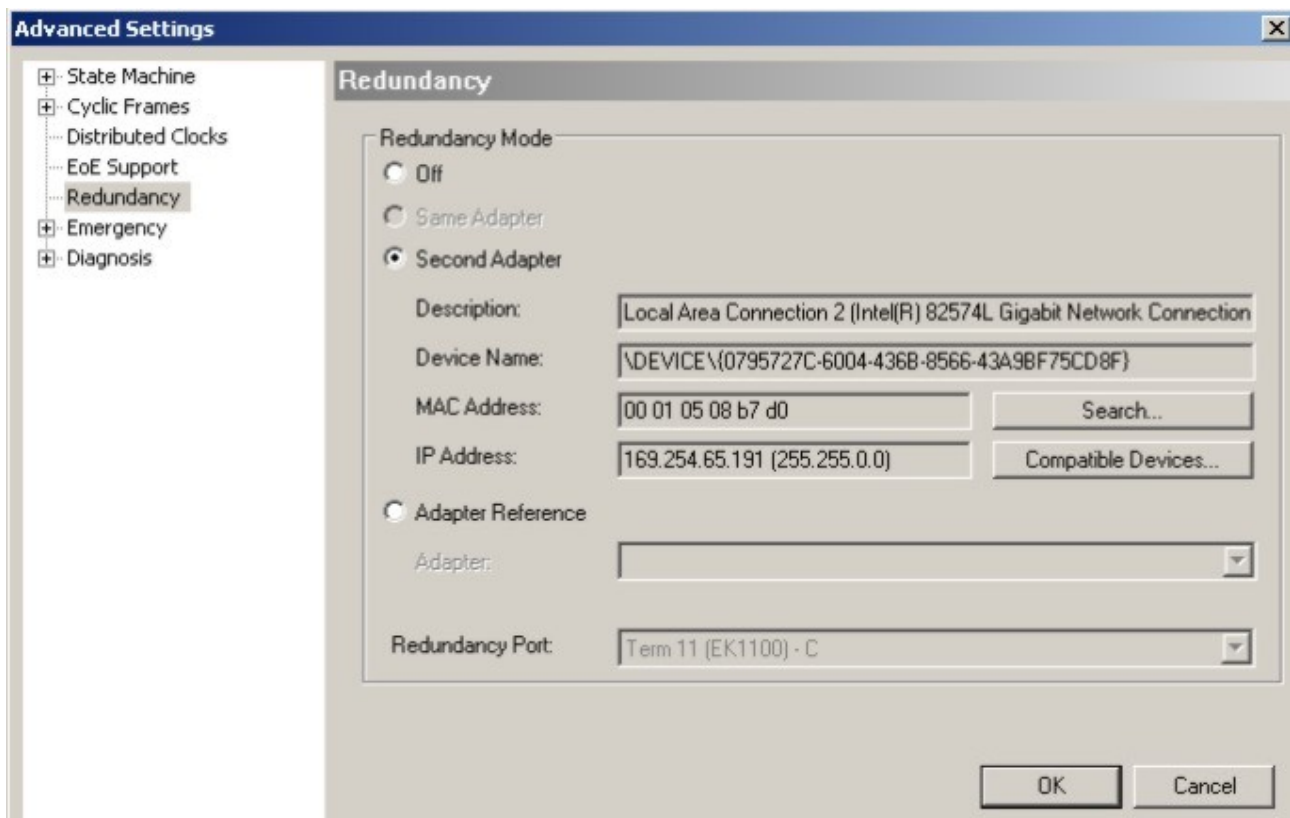 Advanced Settings
State Machine
Cyclic Frames
Distributed Clocks
EoE Support
Redundancy
Emergency
Diagnosis
Redundancy
Redundancy Mode
Off
Same Adapter
Second Adapter
Description: Local Area Connection 2 (Intel(R) 82574L Gigabit Network Connection
Device Name: \DEVICE\{0795727C-6004-436B-8566-43A9BF75CD8F}
MAC Address: 00 01 05 08 b7 d0 Search...
IP Address: 169.254.65.191 (255.255.0.0) Compatible Devices...
Adapter Reference
Adapter:
Redundancy Port: Term 11 (EK1100) - C
OK Cancel